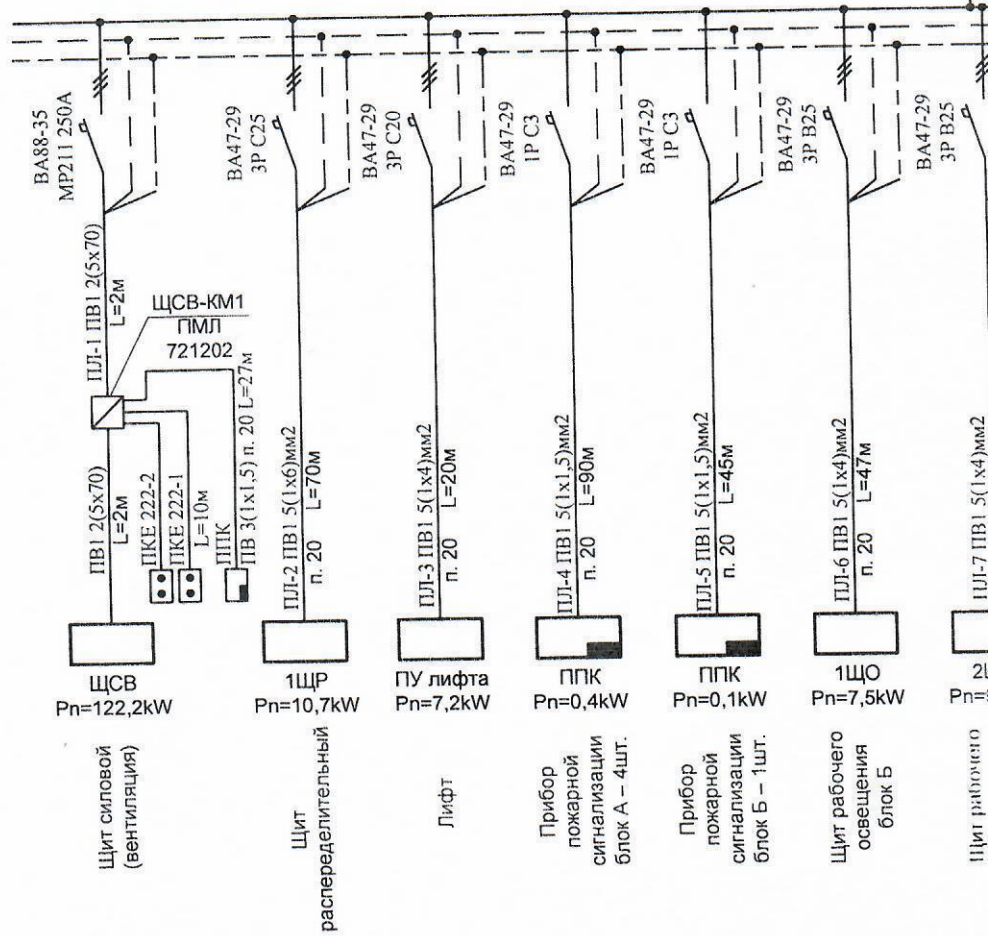 ВА88-35
МР211 250А
ПЛ-1 ПВ1 2(5х70)
L=2м
ЩСВ-КМ1
ПМЛ
721202
ПВ1 2(5х70)
L=2м
ПКЕ 222-2
ПКЕ 222-1
L=10м
ППК
ПВ 3(1х1,5) п. 20 L=27м
ЩСВ
Pn=122,2kW
Щит силовой
(вентиляция)
ВА47-29
3Р С25
ПЛ-2 ПВ1 5(1х6)мм2
п. 20 L=70м
1ЩР
Pn=10,7kW
Щит
распеределительный
ВА47-29
3Р С20
ПЛ-3 ПВ1 5(1х4)мм2
п. 20 L=20м
ПУ лифта
Pn=7,2kW
Лифт
ВА47-29
1Р С3
ПЛ-4 ПВ1 5(1х1,5)мм2
п. 20 L=90м
ППК
Pn=0,4kW
Прибор
пожарной
сигнализации
блок А – 4шт.
ВА47-29
1Р С3
ПЛ-5 ПВ1 5(1х1,5)мм2
п. 20 L=45м
ППК
Pn=0,1kW
Прибор
пожарной
сигнализации
блок Б – 1шт.
ВА47-29
3Р В25
ПЛ-6 ПВ1 5(1х4)мм2
п. 20 L=47м
1ЩО
Pn=7,5kW
Щит рабочего
освещения
блок Б
ВА47-29
3Р В25
ПЛ-7 ПВ1 5(1х4)мм2
Pn=
Щит рабочего